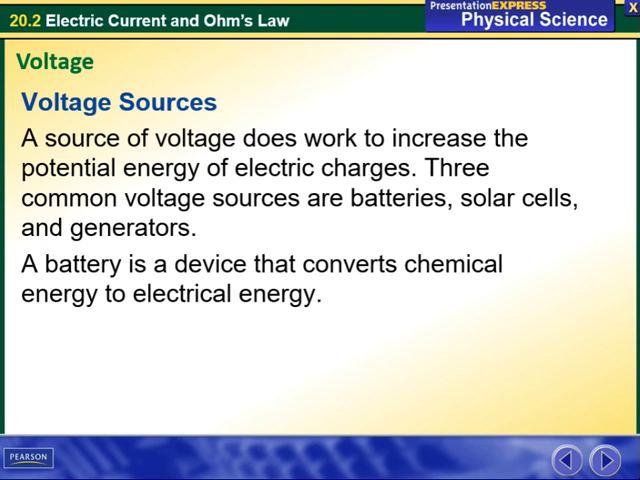 20.2 Electric Current and Ohm's Law
PresentationEXPRESS
Physical Science
X
Voltage
Voltage Sources
A source of voltage does work to increase the
potential energy of electric charges. Three
common voltage sources are batteries, solar cells,
and generators.
A battery is a device that converts chemical
energy to electrical energy.
PEARSON